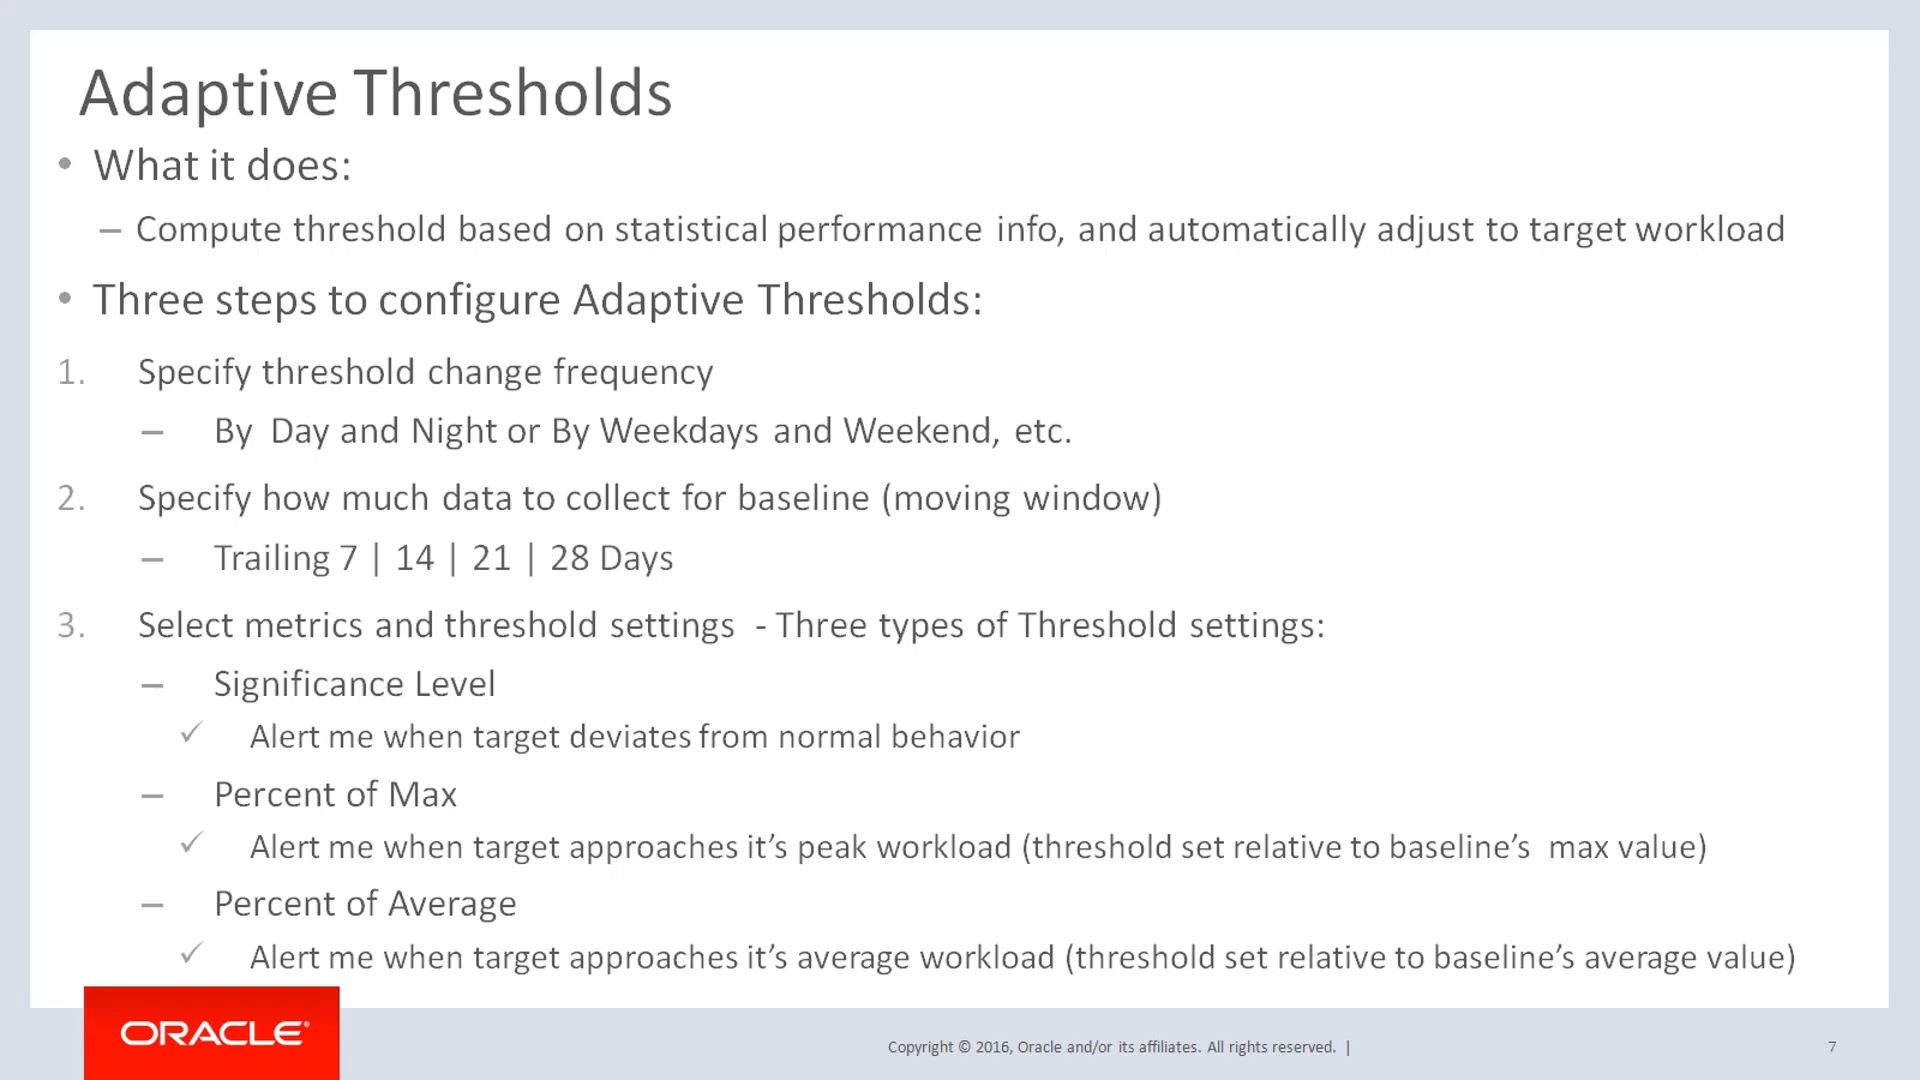 Adaptive Thresholds
• What it does:
– Compute threshold based on statistical performance info, and automatically adjust to target workload
• Three steps to configure Adaptive Thresholds:
1. Specify threshold change frequency
– By Day and Night or By Weekdays and Weekend, etc.
2. Specify how much data to collect for baseline (moving window)
– Trailing 7 | 14 | 21 | 28 Days
3. Select metrics and threshold settings - Three types of Threshold settings:
– Significance Level
✓ Alert me when target deviates from normal behavior
– Percent of Max
✓ Alert me when target approaches it’s peak workload (threshold set relative to baseline’s max value)
– Percent of Average
✓ Alert me when target approaches it’s average workload (threshold set relative to baseline’s average value)
ORACLE®
Copyright © 2016, Oracle and/or its affiliates. All rights reserved. |
7